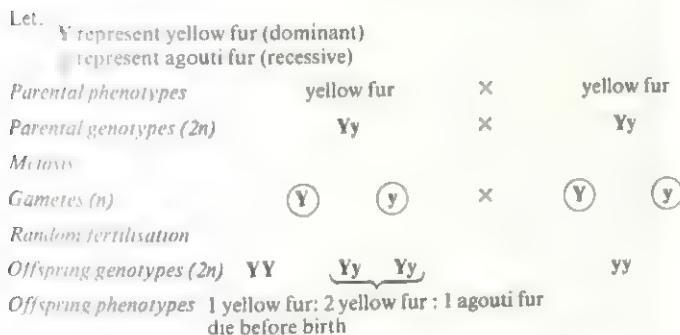 Let.
Y represent yellow fur (dominant)
represent agouti fur (recessive)
Parental phenotypes yellow fur × yellow fur
Parental genotypes (2n) Yy × Yy
Meiosis
Gametes (n) Y y × Y y
Random fertilisation
Offspring genotypes (2n) YY Yy Yy yy
Offspring phenotypes 1 yellow fur: 2 yellow fur : 1 agouti fur
die before birth